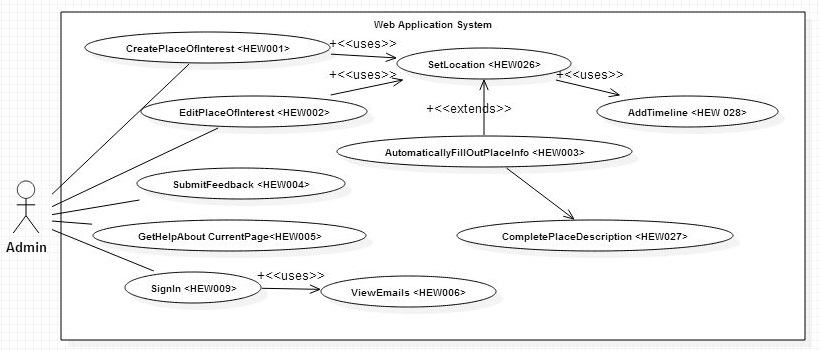 Web Application System
CreatePlaceOfInterest <HEW001>
+<<uses>>
SetLocation <HEW026>
+<<uses>>
+<<uses>>
EditPlaceOfInterest <HEW002>
+<<extends>>
AddTimeline <HEW 028>
AutomaticallyFillOutPlaceInfo <HEW003>
SubmitFeedback <HEW004>
Admin
GetHelpAbout CurrentPage<HEW005>
CompletePlaceDescription <HEW027>
SignIn <HEW009>
+<<uses>>
ViewEmails <HEW006>